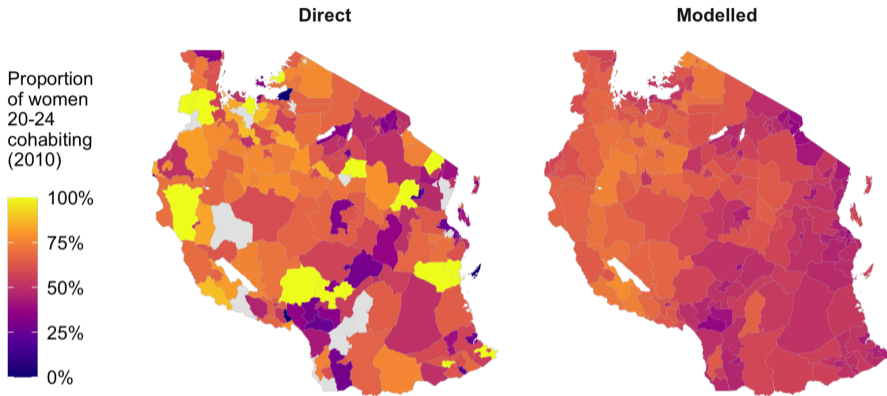 Direct
Modelled
Proportion
of women
20-24
cohabiting
(2010)
100%
75%
50%
25%
0%